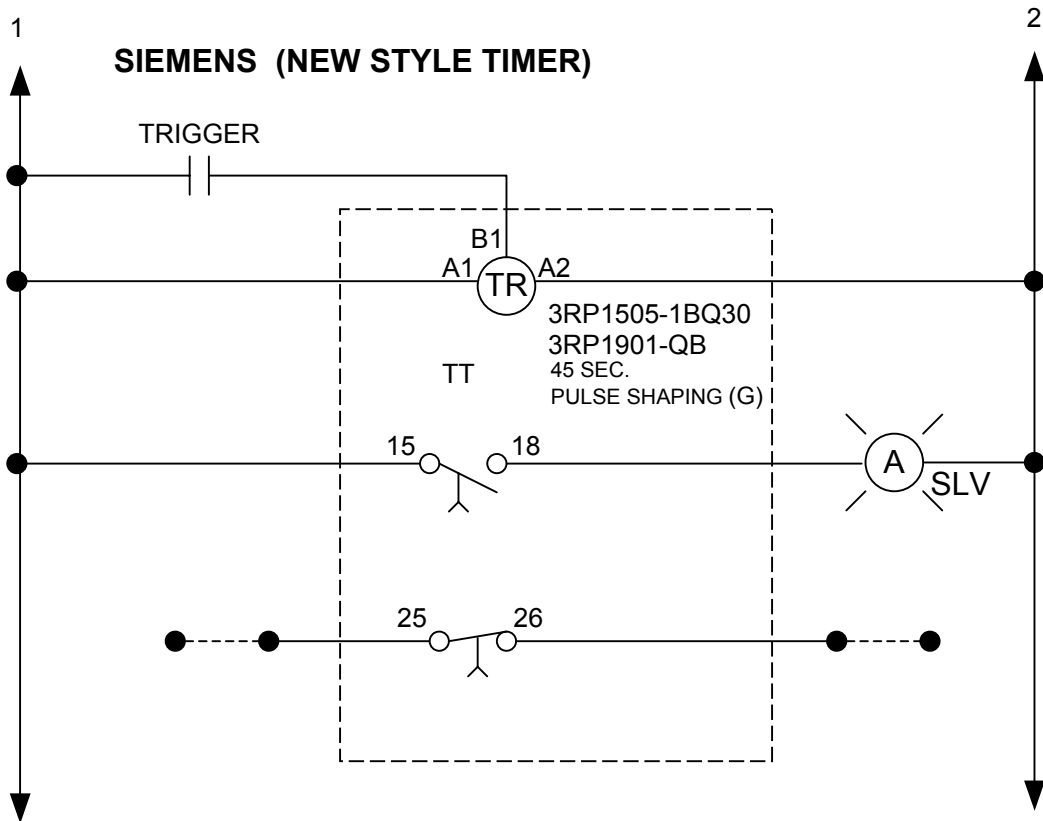 1
2
SIEMENS (NEW STYLE TIMER)
TRIGGER
B1
A1
TR
A2
3RP1505-1BQ30
3RP1901-QB
45 SEC.
PULSE SHAPING (G)
TT
15
18
A
SLV
25
26